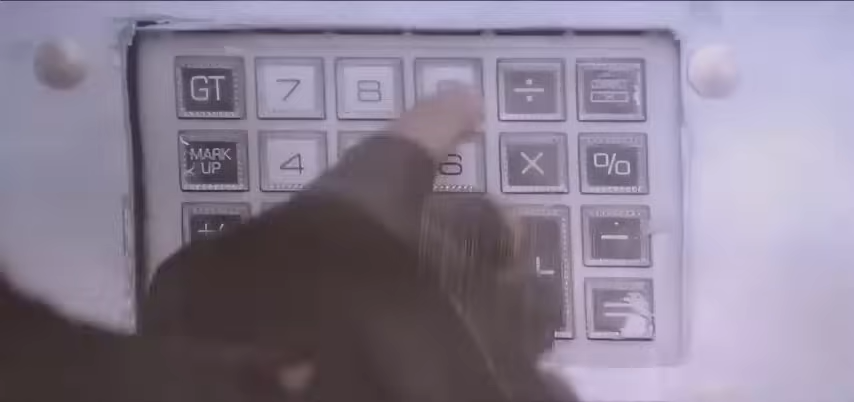 GT 7 8 ÷
MARK
UP
4 6 × %
+ −
=